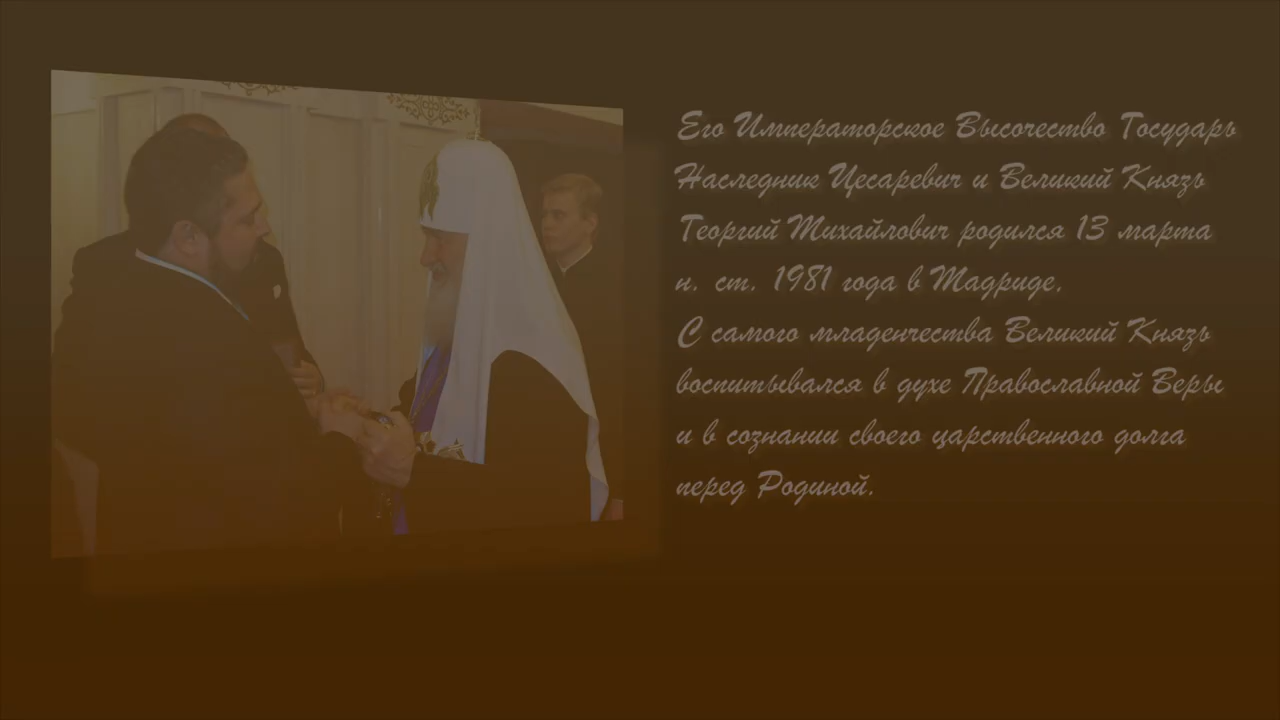 Его Императорское Высочество Государь
Наследник Цесаревич и Великий Князь
Георгий Михайлович родился 13 марта
н. ст. 1981 года в Мадриде.
С самого младенчества Великий Князь
воспитывался в духе Православной Веры
и в сознании своего царственного долга
перед Родиной.